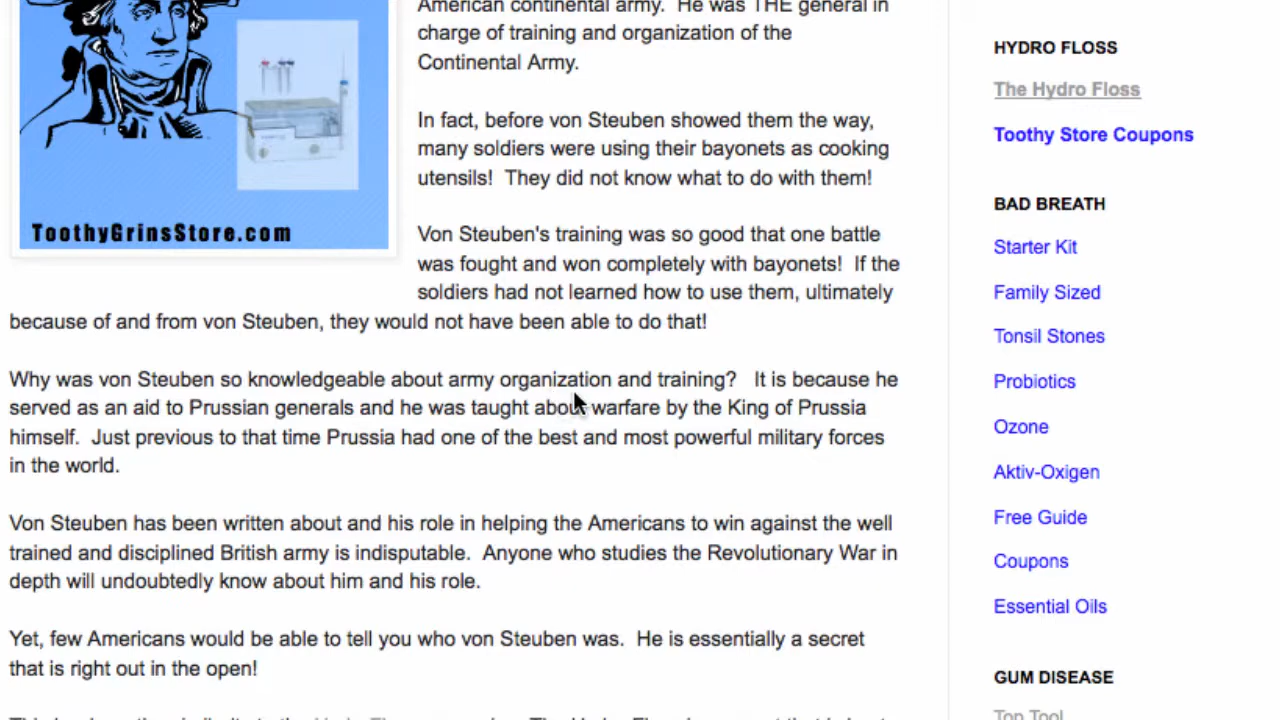 American continental army.  He was THE general in
charge of training and organization of the
Continental Army.
In fact, before von Steuben showed them the way,
many soldiers were using their bayonets as cooking
utensils!  They did not know what to do with them!
Von Steuben's training was so good that one battle
was fought and won completely with bayonets!  If the
soldiers had not learned how to use them, ultimately
because of and from von Steuben, they would not have been able to do that!
Why was von Steuben so knowledgeable about army organization and training?   It is because he
served as an aid to Prussian generals and he was taught about warfare by the King of Prussia
himself.  Just previous to that time Prussia had one of the best and most powerful military forces
in the world.
Von Steuben has been written about and his role in helping the Americans to win against the well
trained and disciplined British army is indisputable.  Anyone who studies the Revolutionary War in
depth will undoubtedly know about him and his role.
Yet, few Americans would be able to tell you who von Steuben was.  He is essentially a secret
that is right out in the open!
ToothyGrinsStore.com
HYDRO FLOSS
The Hydro Floss
Toothy Store Coupons
BAD BREATH
Starter Kit
Family Sized
Tonsil Stones
Probiotics
Ozone
Aktiv-Oxigen
Free Guide
Coupons
Essential Oils
GUM DISEASE
Top Tool